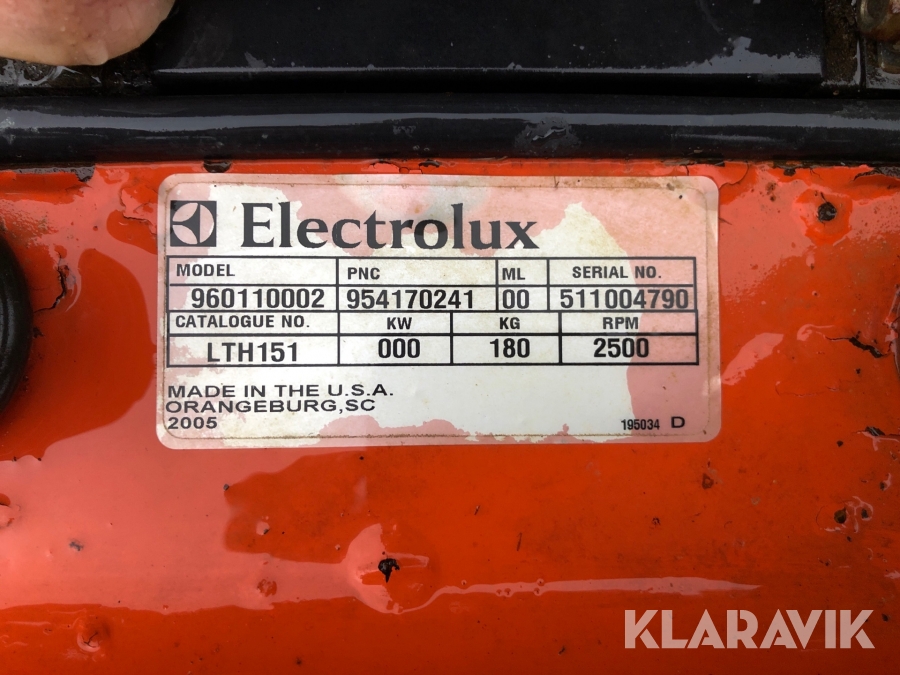 Electrolux
MODEL PNC ML SERIAL NO.
960110002 954170241 00 511004790
CATALOGUE NO. KW KG RPM
LTH151 000 180 2500
MADE IN THE U.S.A.
ORANGEBURG,SC
2005 195034 D
KLARAVIK